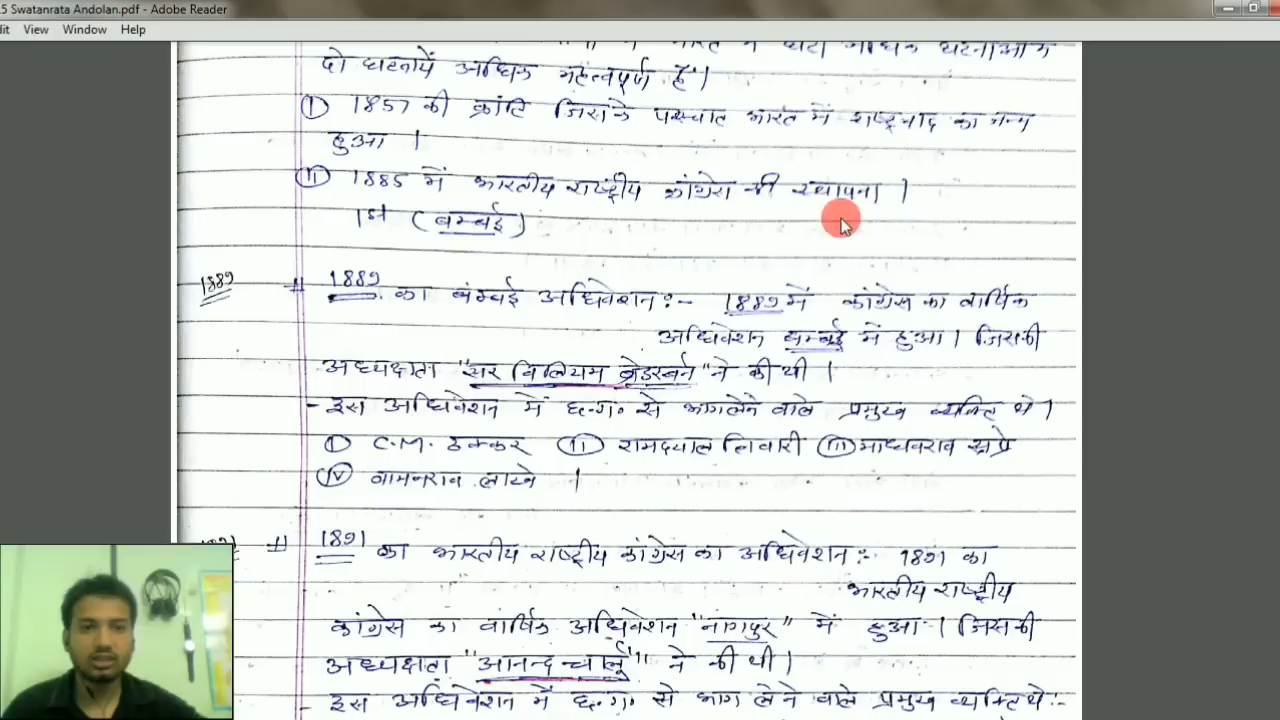 5 Swatanrata Andolan.pdf - Adobe Reader
dit View Window Help
दो घटनायें अधिक महत्वपूर्ण हैं।
(I) 1857 की क्रांति जिसके पश्चात भारत में राष्ट्रवाद का जन्म
हुआ ।
(II) 1885 में भारतीय राष्ट्रीय कांग्रेस की स्थापना ।
1st (बम्बई)
1889 # 1889 का बंम्बई अधिवेशन :- 1889 में कांग्रेस का वार्षिक
अधिवेशन बम्बई में हुआ । जिसकी
अध्यक्षता "सर विलियम बेडरबर्न" ने की थी ।
- इस अधिवेशन में छ.ग. से भाग लेने वाले प्रमुख व्यक्ति थे ।
(I) C.M. ठक्कर (II) रामदयाल तिवारी (III) माधवराव सप्रे
(IV) वामनराव लाखे ।
# 1891 का भारतीय राष्ट्रीय कांग्रेस का अधिवेशन :- 1891 का
भारतीय राष्ट्रीय
कांग्रेस का वार्षिक अधिवेशन "नागपुर" में हुआ । जिसकी
अध्यक्षता "आनन्द चार्लू" ने की थी ।
- इस अधिवेशन में छ.ग. से भाग लेने वाले प्रमुख व्यक्ति थे :-